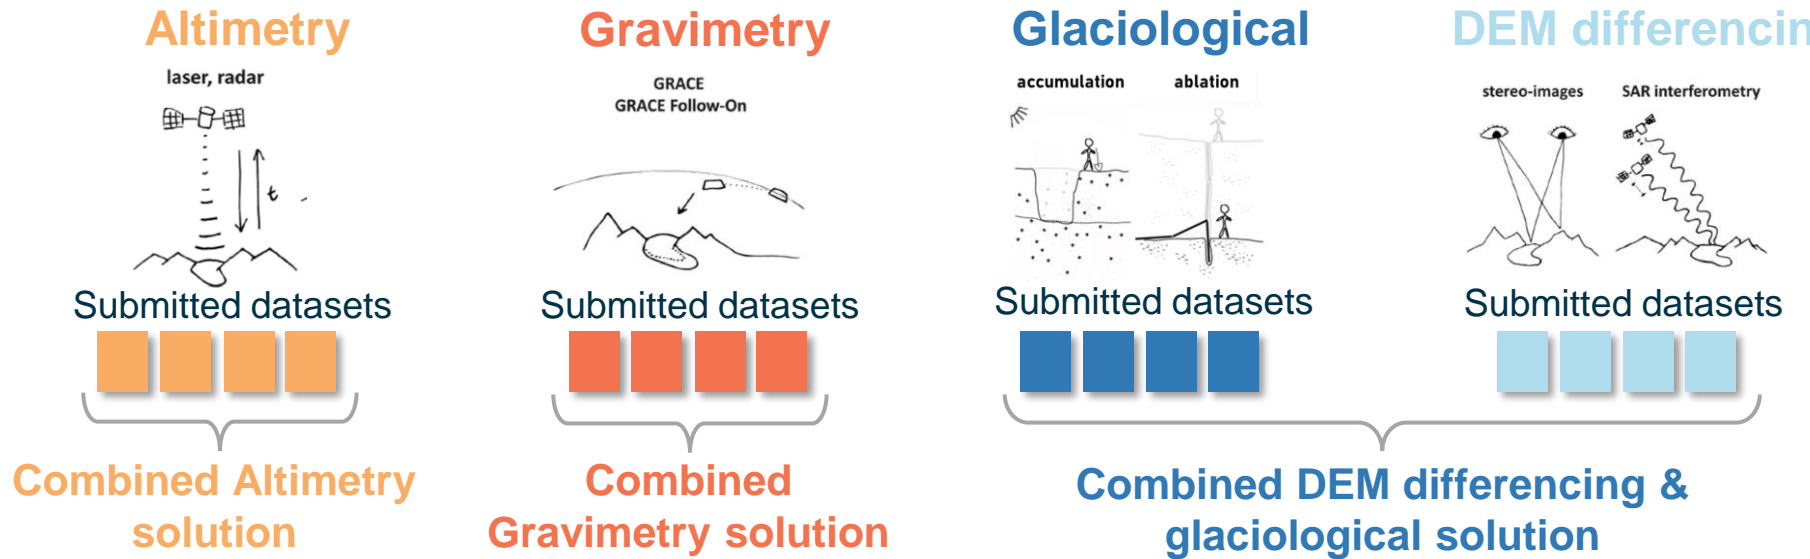 Altimetry
laser, radar
t
Submitted datasets
Combined Altimetry
solution
Gravimetry
GRACE
GRACE Follow-On
Submitted datasets
Combined
Gravimetry solution
Glaciological
accumulation
ablation
Submitted datasets
DEM differencin
stereo-images
SAR interferometry
Submitted datasets
Combined DEM differencing &
glaciological solution